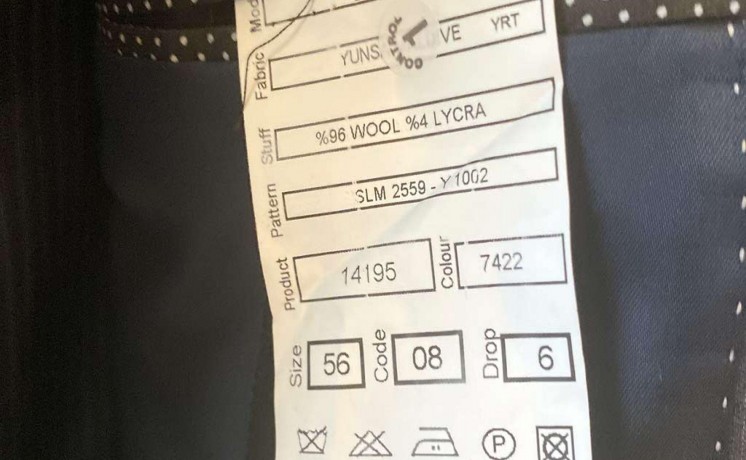 Mod
Fabric YUNS VE YRT
CONTROL 1
Stuff %96 WOOL %4 LYCRA
Pattern SLM 2559 - Y1002
Product 14195 Colour 7422
Size 56 Code 08 Drop 6
P